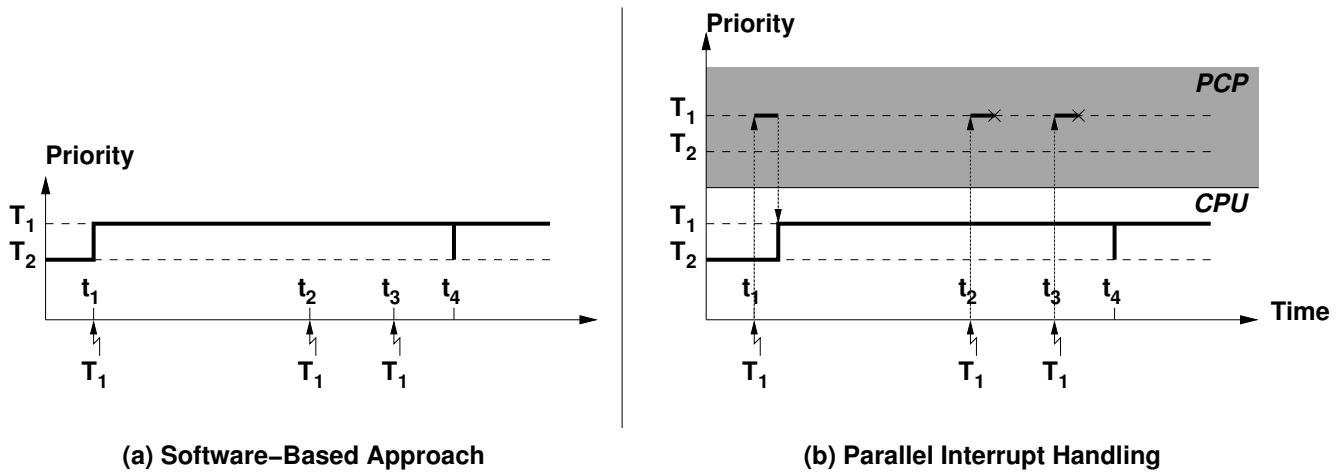 Priority
T1
T2
t1 t2 t3 t4
T1 T1 T1
(a) Software−Based Approach
Priority
PCP
T1
T2
CPU
T1
T2
t1 t2 t3 t4
Time
T1 T1 T1
(b) Parallel Interrupt Handling